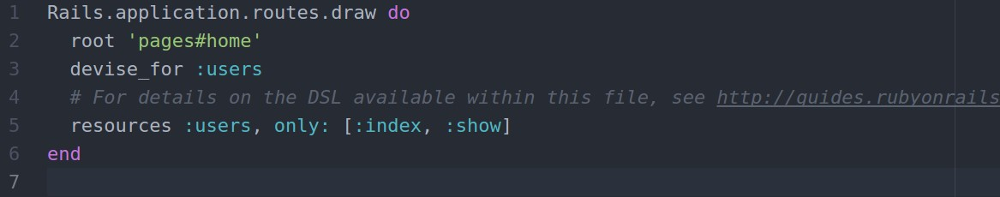 1 Rails.application.routes.draw do
2   root 'pages#home'
3   devise_for :users
4   # For details on the DSL available within this file, see http://guides.rubyonrails
5   resources :users, only: [:index, :show]
6 end
7